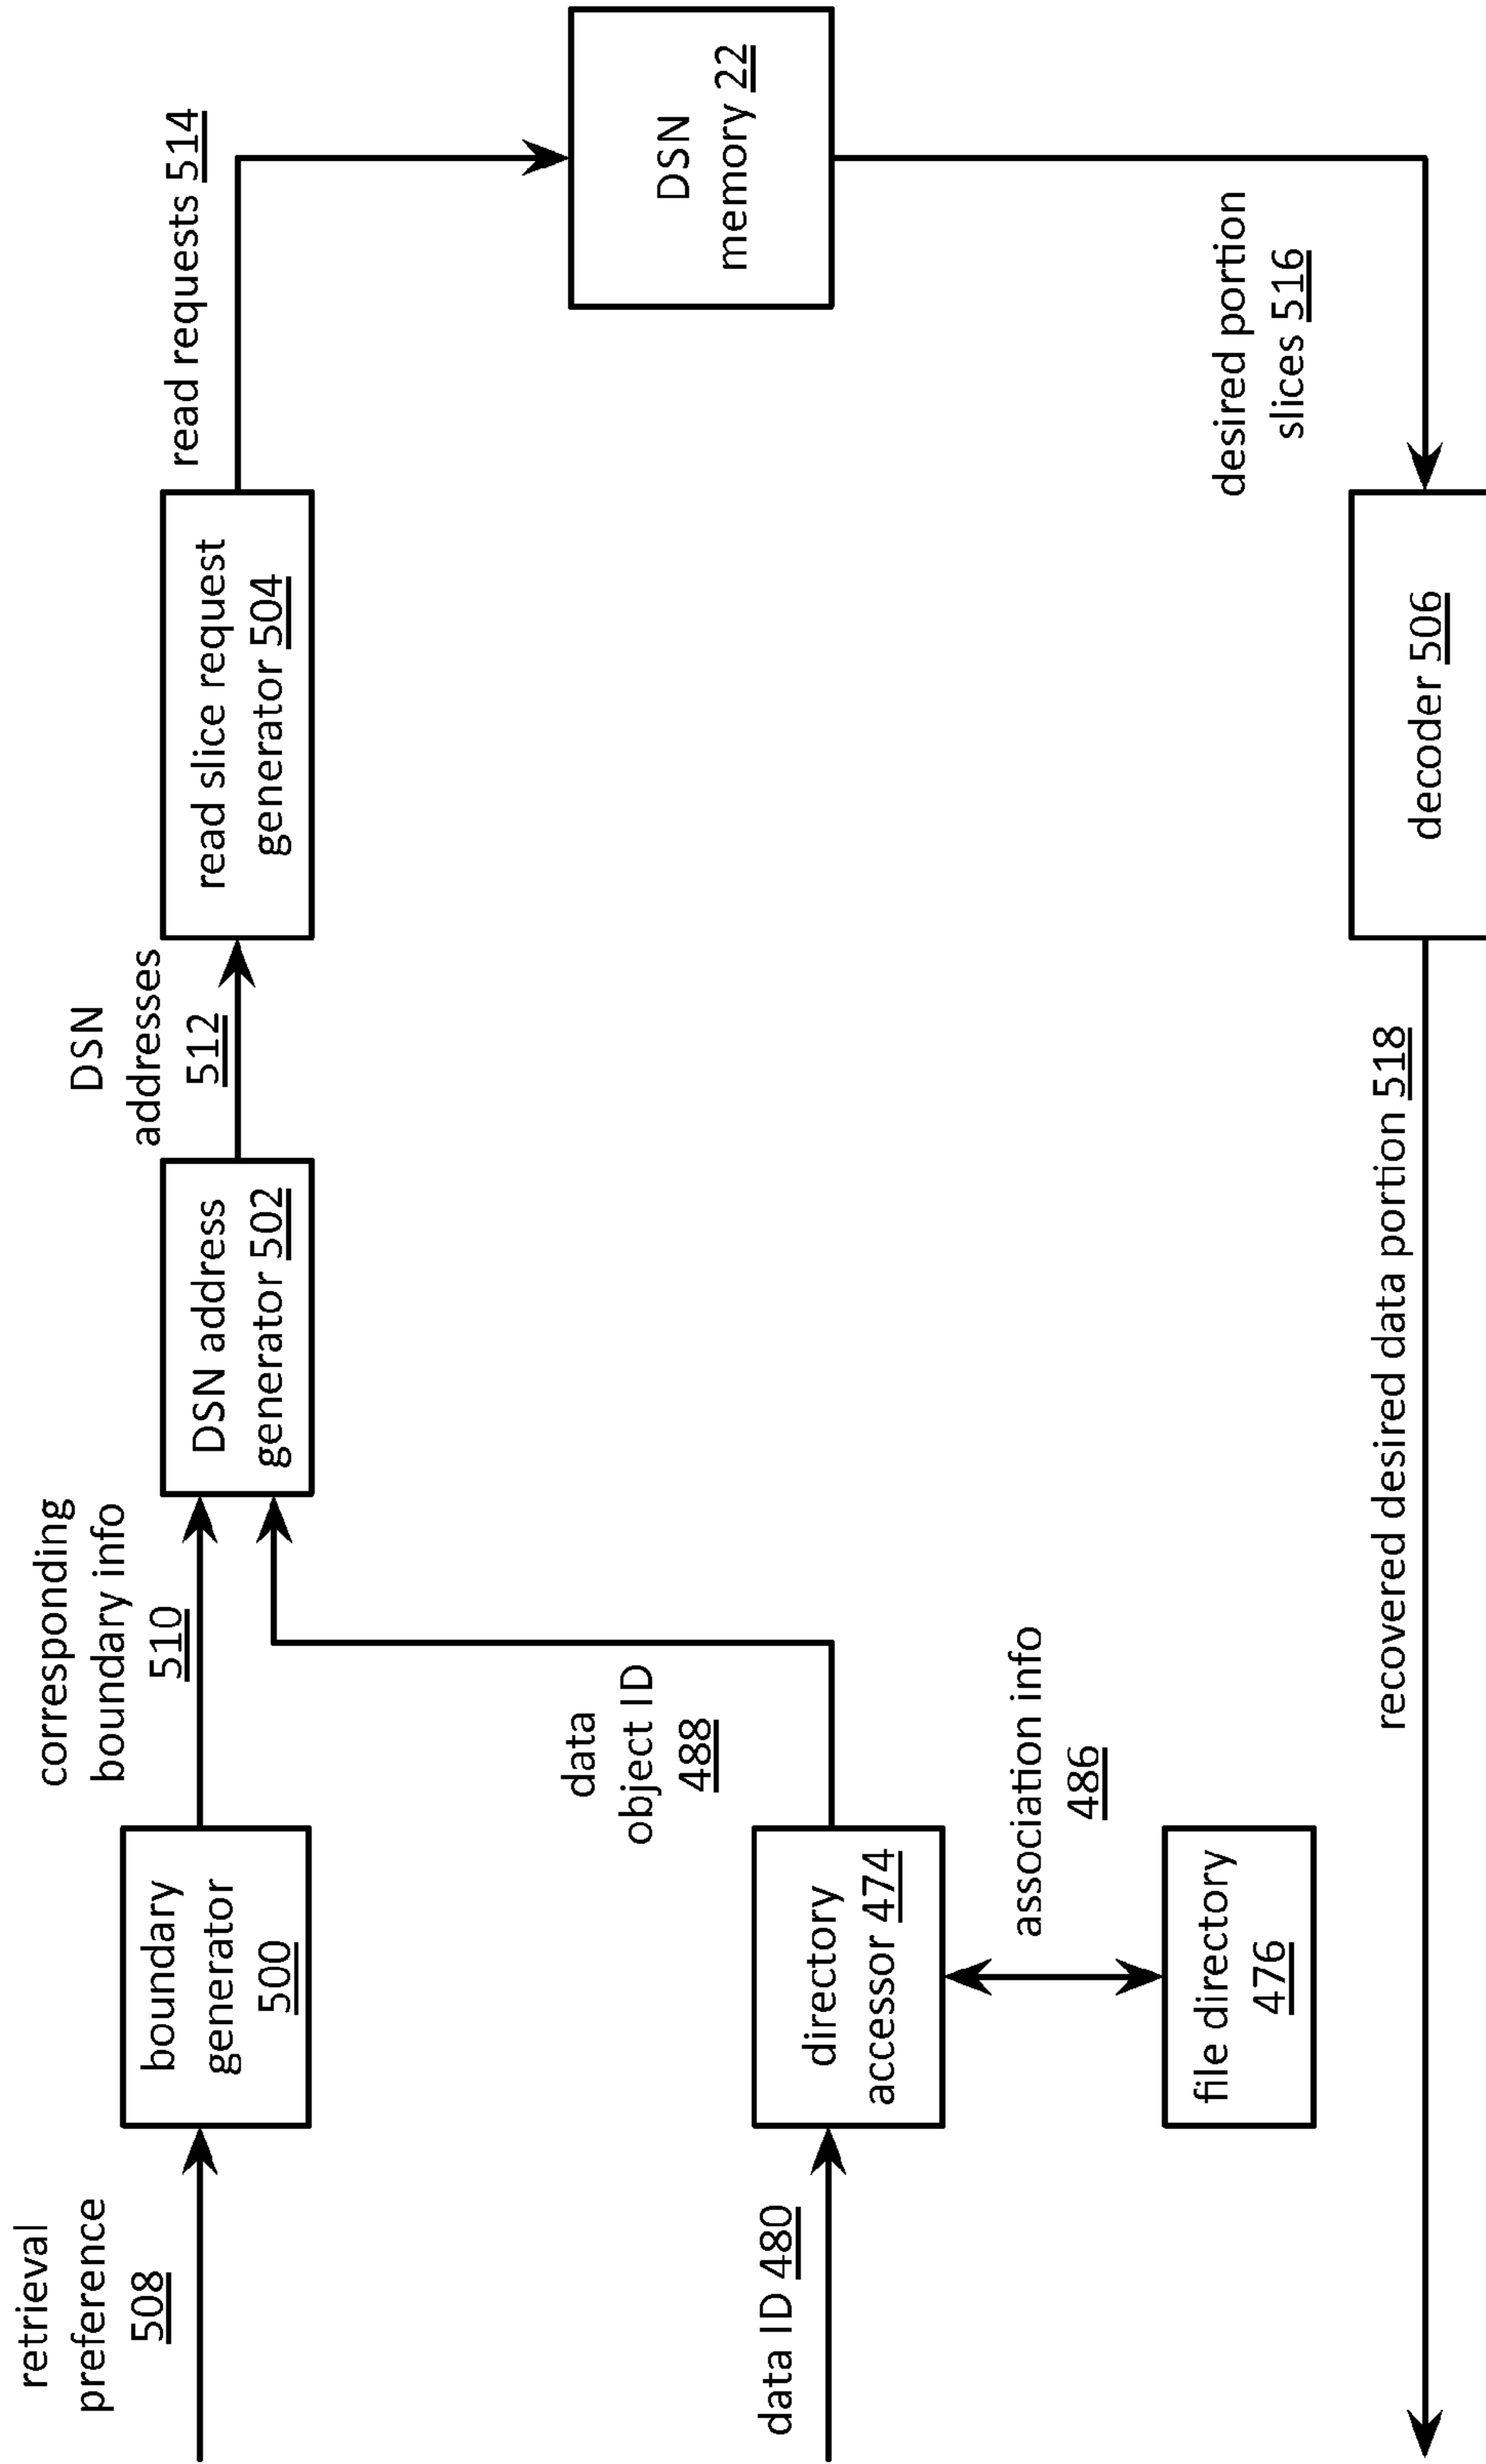 retrieval
preference
508
boundary
generator
500
corresponding
boundary info
510
DSN address
generator 502
DSN
addresses
512
read slice request
generator 504
read requests 514
DSN
memory 22
data ID 480
directory
accessor 474
data
object ID
488
association info
486
file directory
476
desired portion
slices 516
decoder 506
recovered desired data portion 518